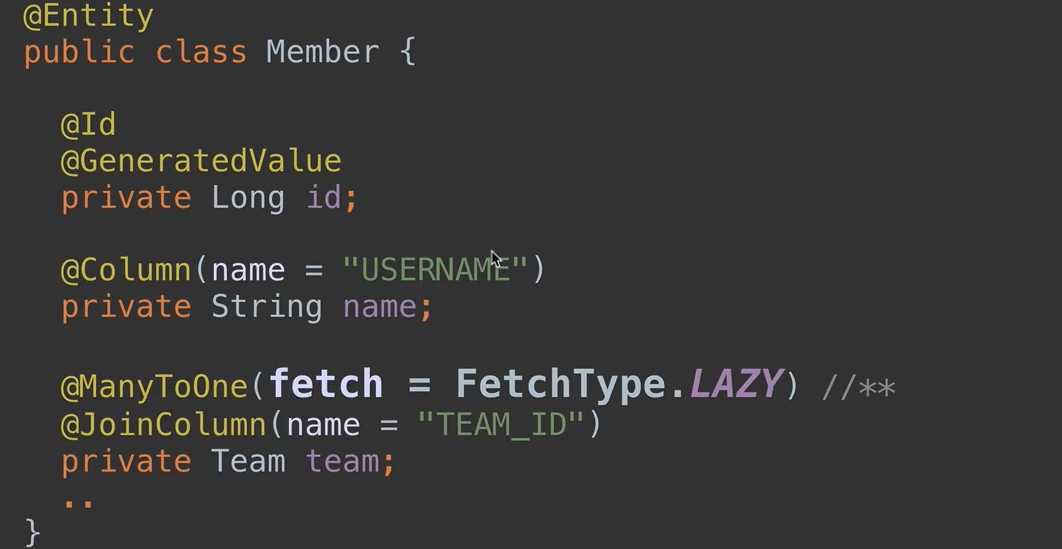 @Entity
public class Member {
@Id
@GeneratedValue
private Long id;
@Column(name = "USERNAME")
private String name;
@ManyToOne(fetch = FetchType.LAZY) //**
@JoinColumn(name = "TEAM_ID")
private Team team;
..
}